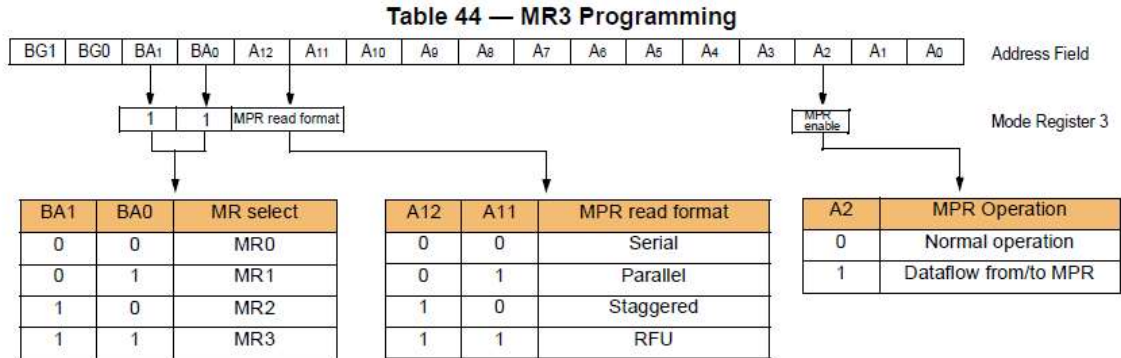 Table 44 — MR3 Programming
BG1 BG0 BA1 BA0 A12 A11 A10 A9 A8 A7 A6 A5 A4 A3 A2 A1 A0 Address Field
1 1 MPR read format MPR enable Mode Register 3
BA1 BA0 MR select
0 0 MR0
0 1 MR1
1 0 MR2
1 1 MR3
A12 A11 MPR read format
0 0 Serial
0 1 Parallel
1 0 Staggered
1 1 RFU
A2 MPR Operation
0 Normal operation
1 Dataflow from/to MPR